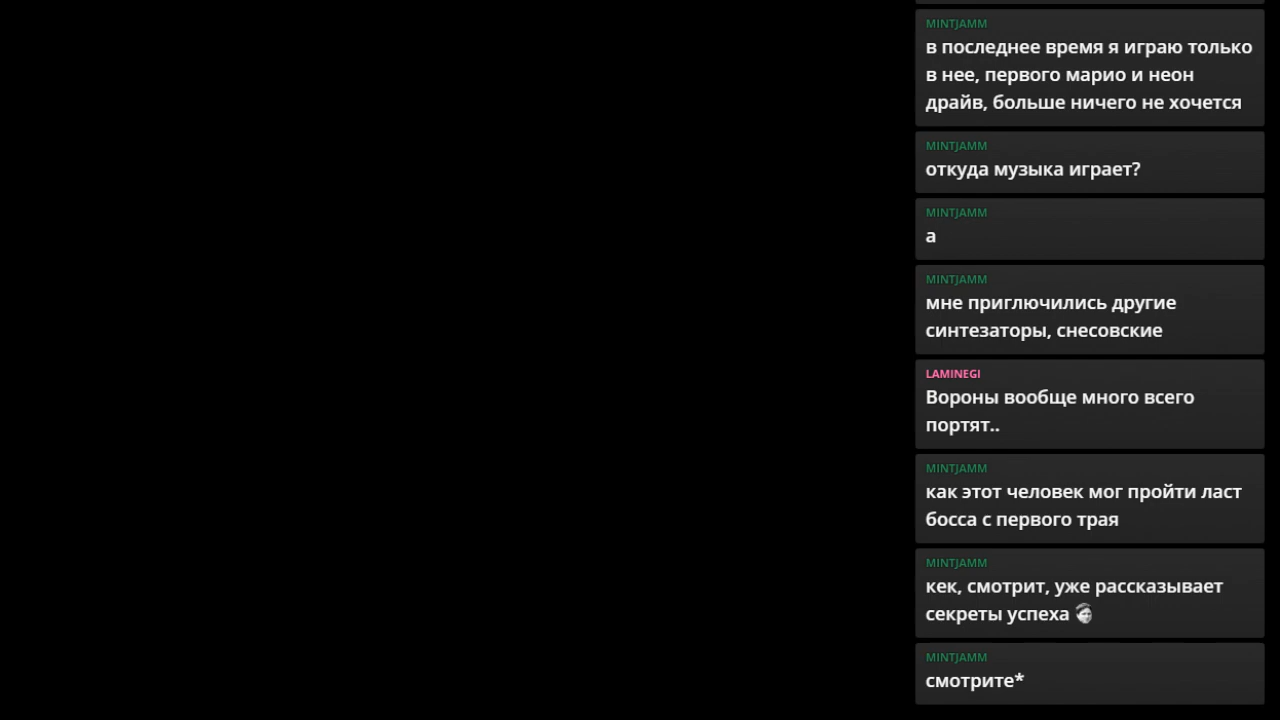 MINTJAMM
в последнее время я играю только
в нее, первого марио и неон
драйв, больше ничего не хочется
MINTJAMM
откуда музыка играет?
MINTJAMM
а
MINTJAMM
мне приглючились другие
синтезаторы, снесовские
LAMINEGI
Вороны вообще много всего
портят..
MINTJAMM
как этот человек мог пройти ласт
босса с первого трая
MINTJAMM
кек, смотрит, уже рассказывает
секреты успеха
MINTJAMM
смотрите*